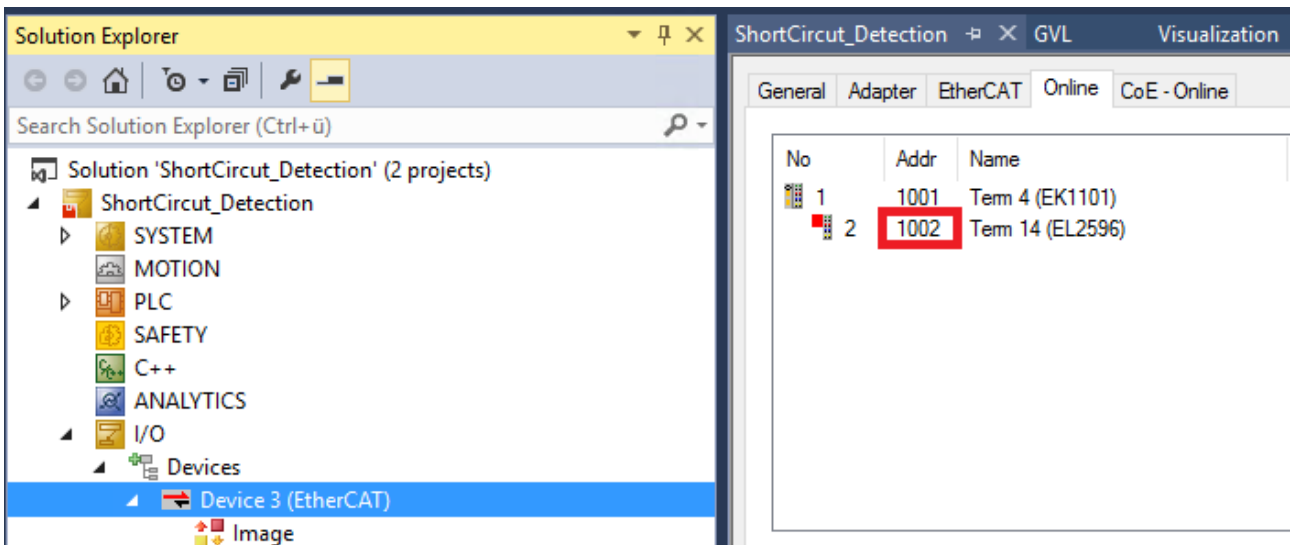 Solution Explorer
Search Solution Explorer (Ctrl+ü)
Solution 'ShortCircut_Detection' (2 projects)
ShortCircut_Detection
SYSTEM
MOTION
PLC
SAFETY
C++
ANALYTICS
I/O
Devices
Device 3 (EtherCAT)
Image
ShortCircut_Detection GVL Visualization
General Adapter EtherCAT Online CoE - Online
No Addr Name
1 1001 Term 4 (EK1101)
2 1002 Term 14 (EL2596)